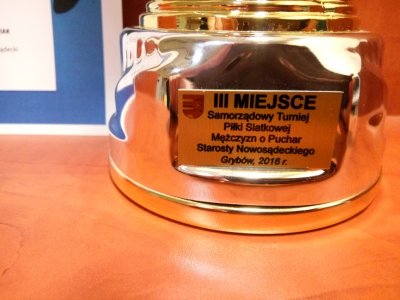 III MIEJSCE
Samorządowy Turniej
Piłki Siatkowej
Mężczyzn o Puchar
Starosty Nowosądeckiego
Grybów, 2016 r.